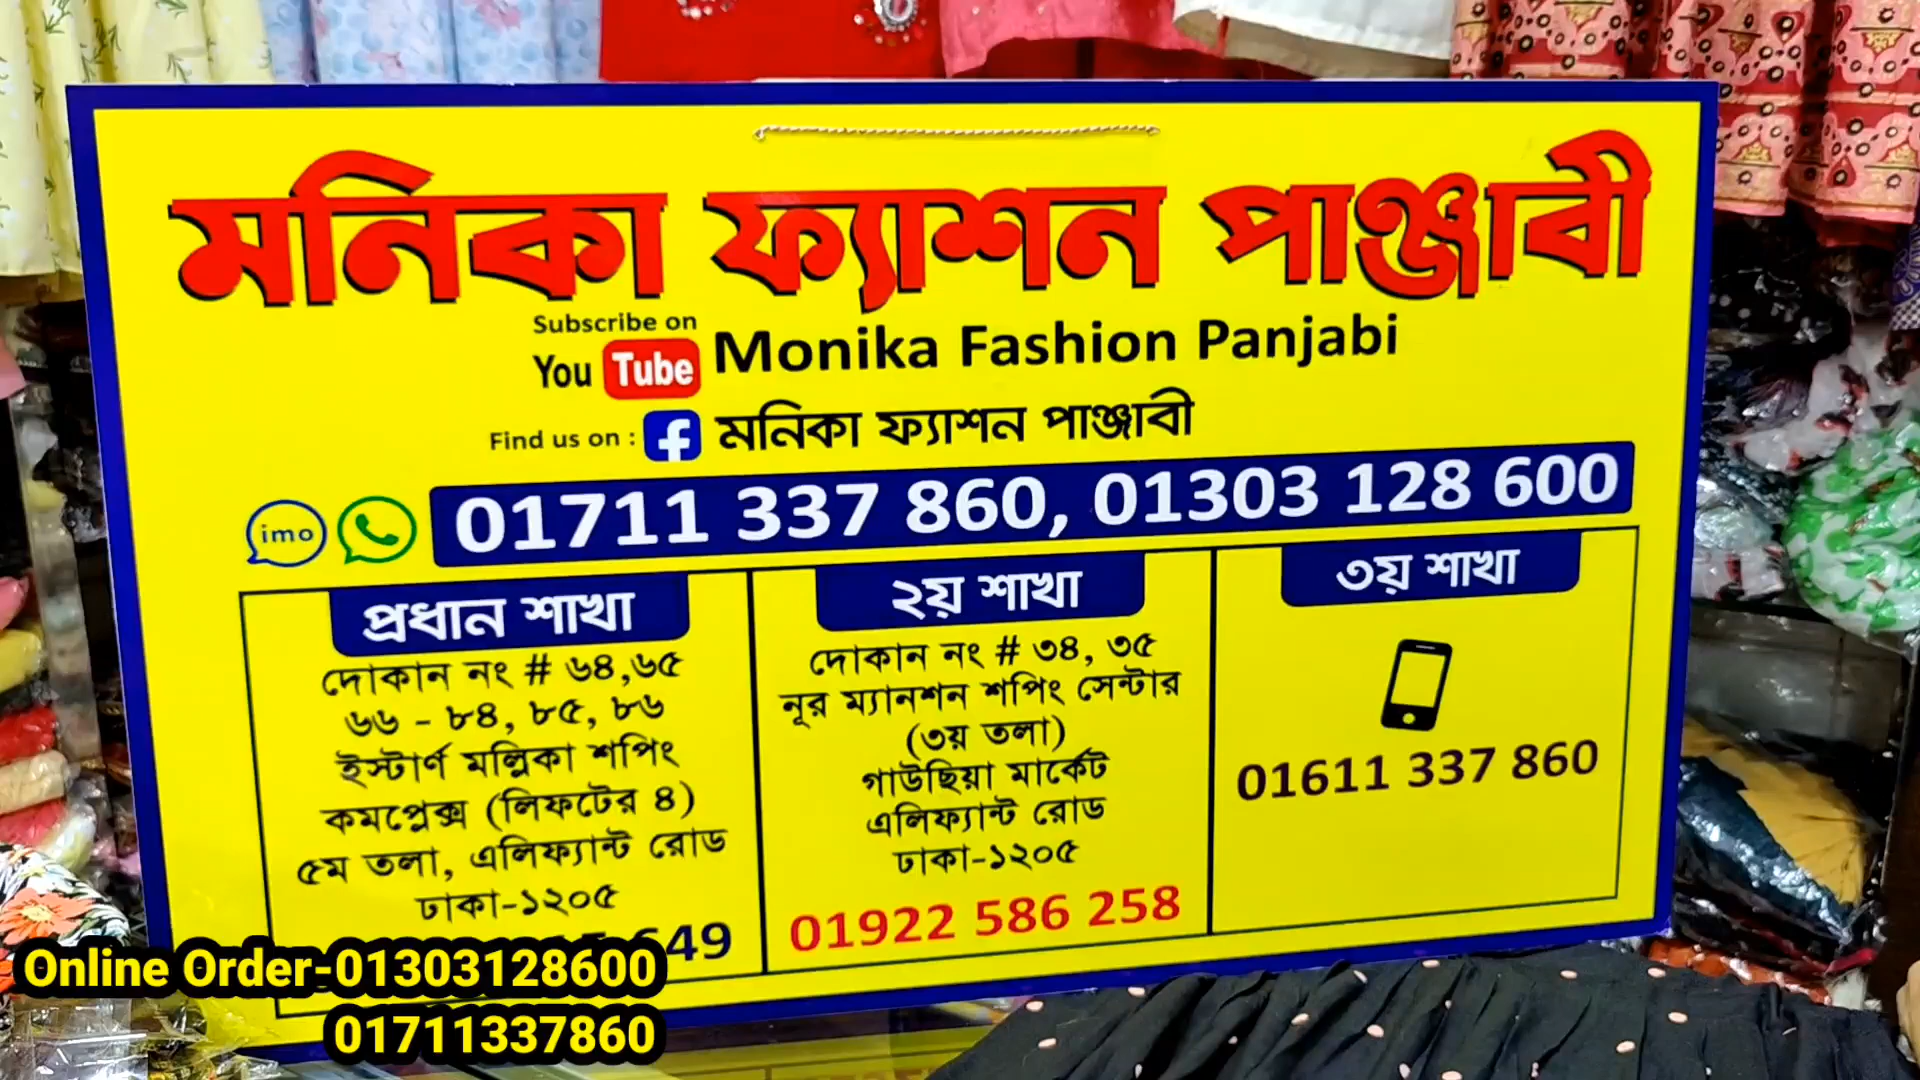 মনিকা ফ্যাশন পাঞ্জাবী
Subscribe on
You Tube Monika Fashion Panjabi
Find us on : f মনিকা ফ্যাশন পাঞ্জাবী
imo 01711 337 860, 01303 128 600
প্রধান শাখা
দোকান নং # ৬৪,৬৫
৬৬ - ৮৪, ৮৫, ৮৬
ইস্টার্ণ মল্লিকা শপিং
কমপ্লেক্স (লিফটের ৪)
৫ম তলা, এলিফ্যান্ট রোড
ঢাকা-১২০৫
649
২য় শাখা
দোকান নং # ৩৪, ৩৫
নূর ম্যানশন শপিং সেন্টার
(৩য় তলা)
গাউছিয়া মার্কেট
এলিফ্যান্ট রোড
ঢাকা-১২০৫
01922 586 258
৩য় শাখা
01611 337 860
Online Order-01303128600
01711337860